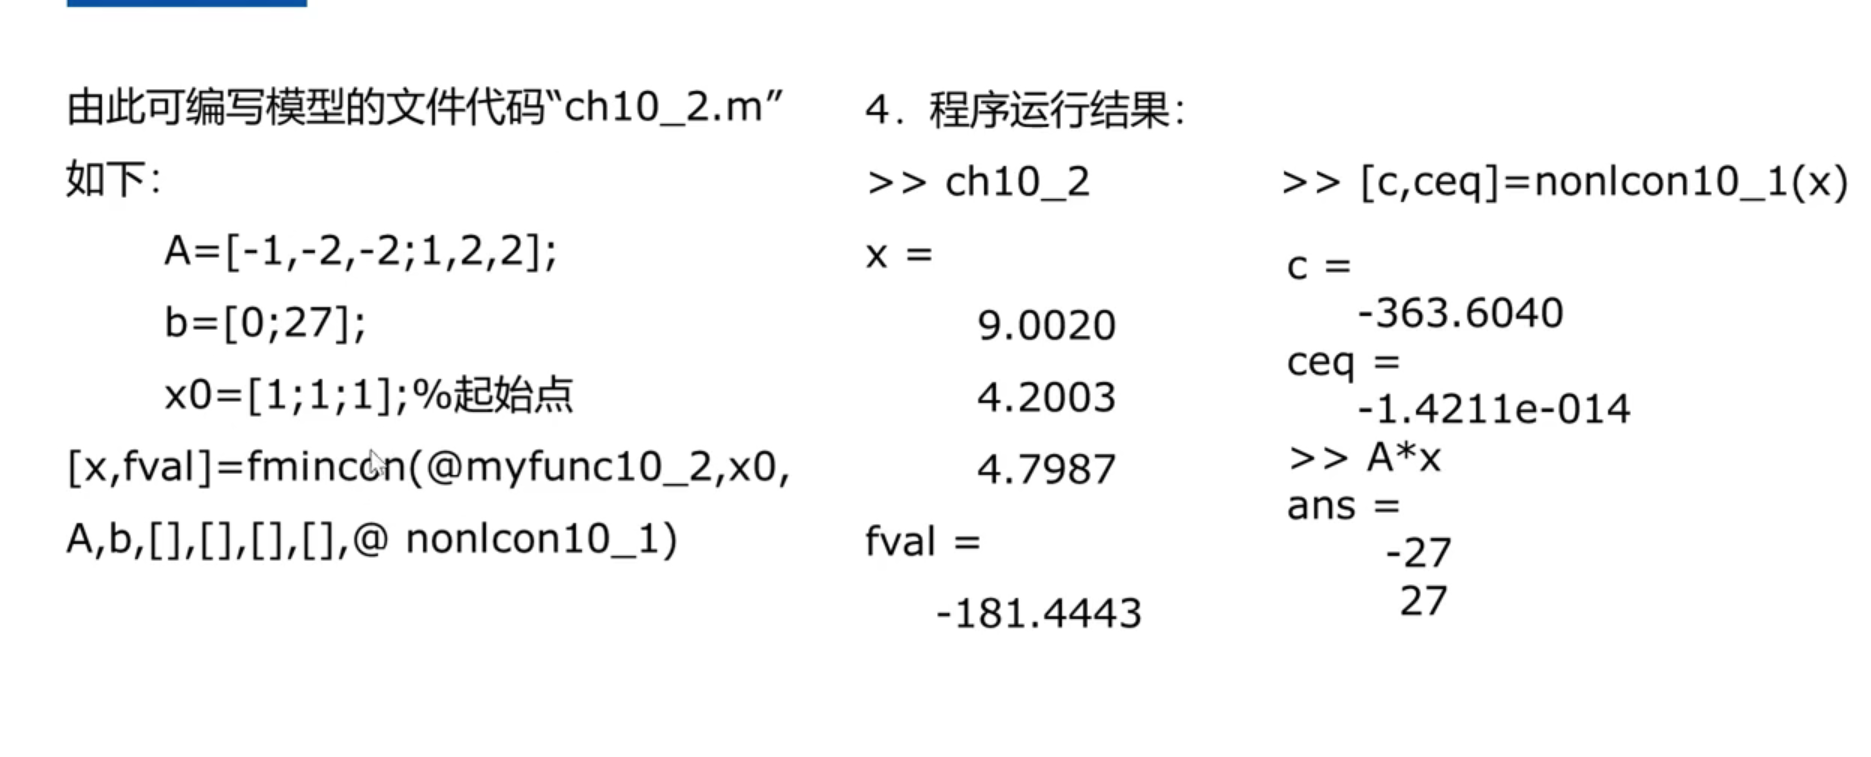 由此可编写模型的文件代码“ch10_2.m”
如下：
A=[-1,-2,-2;1,2,2];
b=[0;27];
x0=[1;1;1];%起始点
[x,fval]=fmincon(@myfunc10_2,x0,
A,b,[],[],[],[],@ nonlcon10_1)
4．程序运行结果：
>> ch10_2
x =
9.0020
4.2003
4.7987
fval =
-181.4443
>> [c,ceq]=nonlcon10_1(x)
c =
-363.6040
ceq =
-1.4211e-014
>> A*x
ans =
-27
27